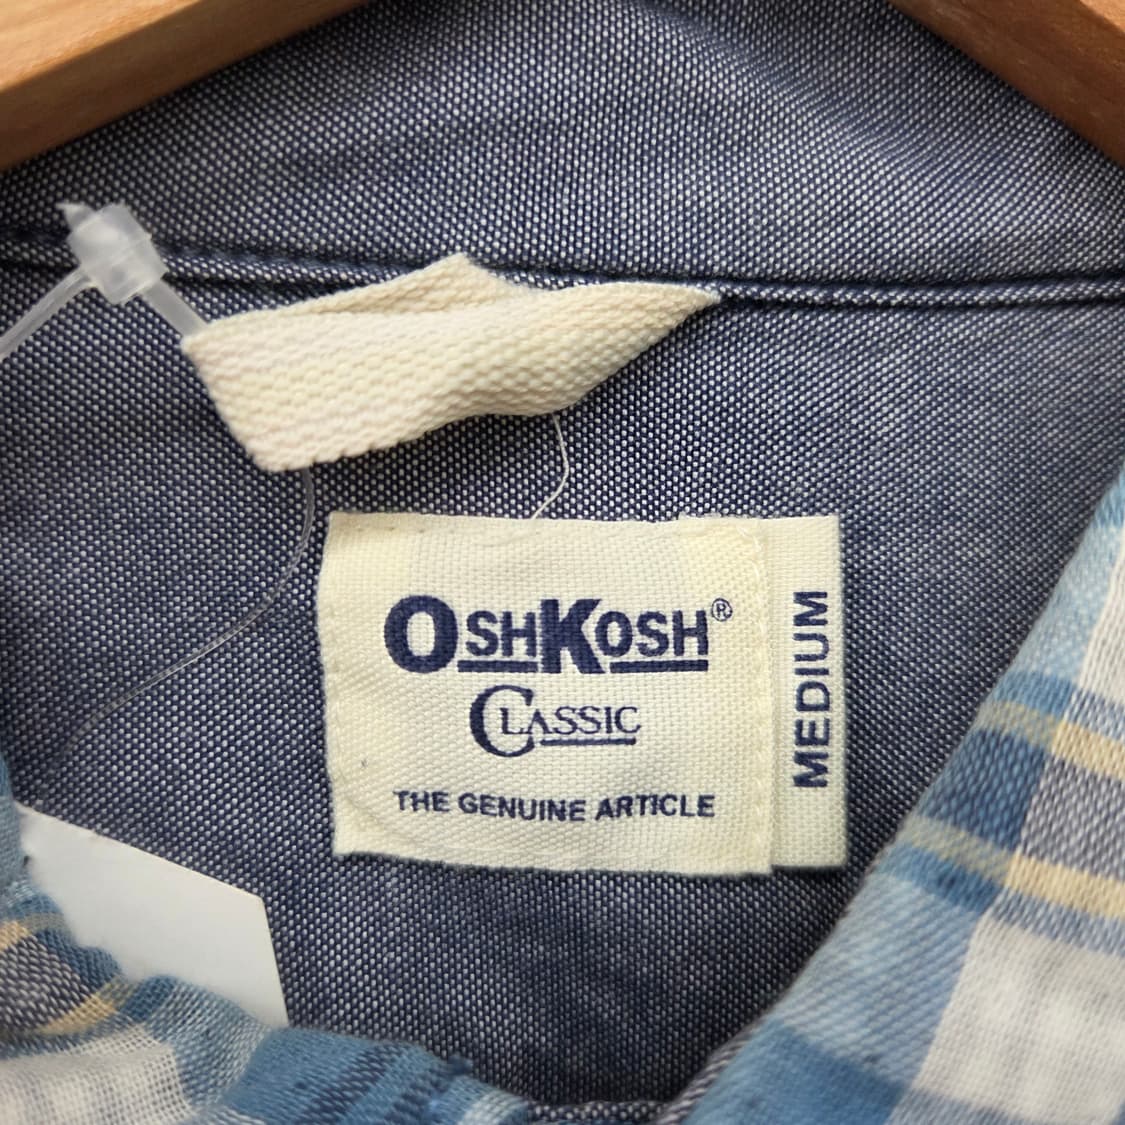 OSHKOSH®
CLASSIC
THE GENUINE ARTICLE
MEDIUM